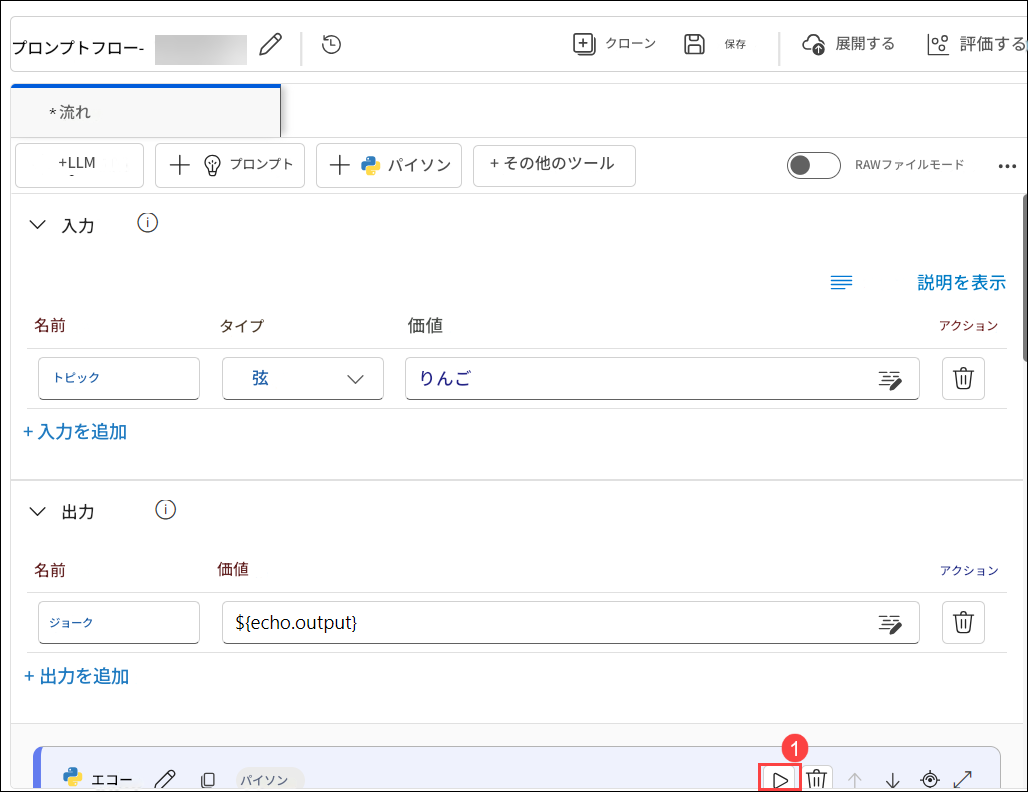 プロンプトフロー- クローン 保存 展開する 評価する
*流れ
+LLM プロンプト パイソン + その他のツール RAWファイルモード
入力
説明を表示
名前 タイプ 価値 アクション
トピック 弦 りんご
+ 入力を追加
出力
名前 価値 アクション
ジョーク ${echo.output}
+ 出力を追加
1
エコー パイソン